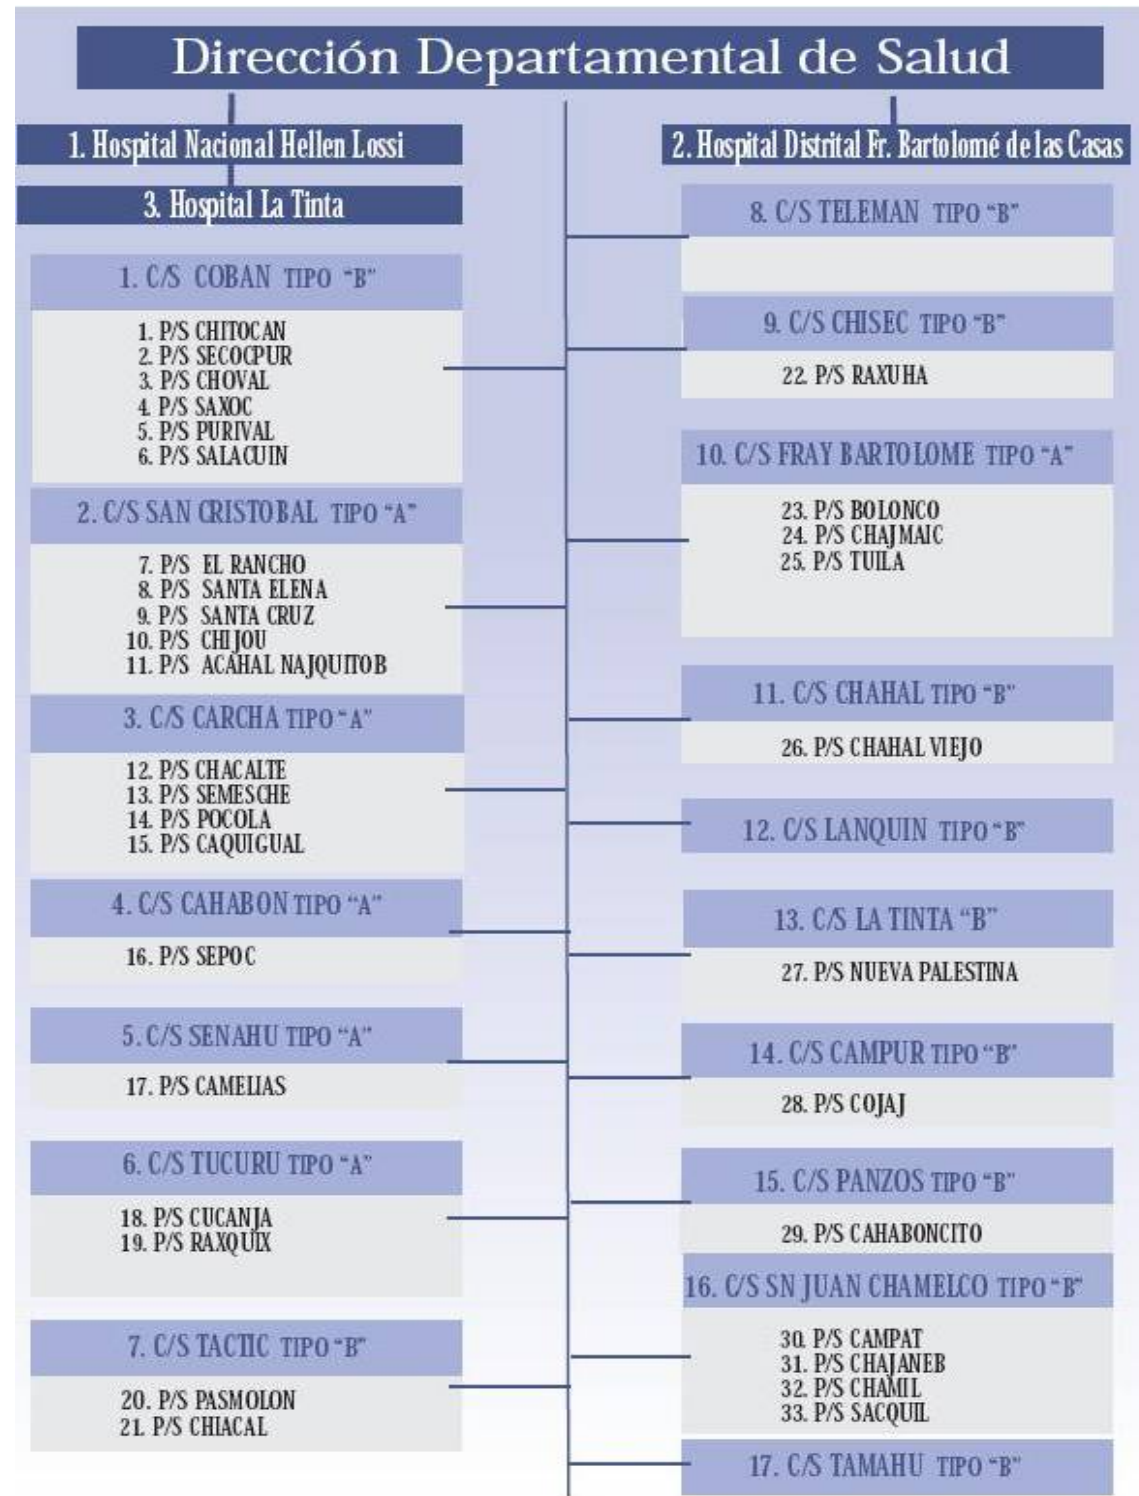 Dirección Departamental de Salud
1. Hospital Nacional Hellen Lossi
3. Hospital La Tinta
1. C/S COBAN TIPO "B"
1. P/S CHITOCAN
2. P/S SECOCPUR
3. P/S CHOVAL
4. P/S SAXOC
5. P/S PURIVAL
6. P/S SALACUIN
2. C/S SAN CRISTOBAL TIPO "A"
7. P/S EL RANCHO
8. P/S SANTA ELENA
9. P/S SANTA CRUZ
10. P/S CHIJOU
11. P/S ACAHAL NAJQUITOB
3. C/S CARCHA TIPO "A"
12. P/S CHACALTE
13. P/S SEMESCHE
14. P/S POCOLA
15. P/S CAQUIGUAL
4. C/S CAHABON TIPO "A"
16. P/S SEPOC
5. C/S SENAHU TIPO "A"
17. P/S CAMELIAS
6. C/S TUCURU TIPO "A"
18. P/S CUCANJA
19. P/S RAXQUIX
7. C/S TACTIC TIPO "B"
20. P/S PASMOLON
21. P/S CHIACAL
2. Hospital Distrital Fr. Bartolomé de las Casas
8. C/S TELEMAN TIPO "B"
9. C/S CHISEC TIPO "B"
22. P/S RAXUHA
10. C/S FRAY BARTOLOME TIPO "A"
23. P/S BOLONCO
24. P/S CHAJMAIC
25. P/S TUILA
11. C/S CHAHAL TIPO "B"
26. P/S CHAHAL VIEJO
12. C/S LANQUIN TIPO "B"
13. C/S LA TINTA "B"
27. P/S NUEVA PALESTINA
14. C/S CAMPUR TIPO "B"
28. P/S COJAJ
15. C/S PANZOS TIPO "B"
29. P/S CAHABONCITO
16. C/S SN JUAN CHAMELCO TIPO "B"
30. P/S CAMPAT
31. P/S CHAJANEB
32. P/S CHAMIL
33. P/S SACQUIL
17. C/S TAMAHU TIPO "B"